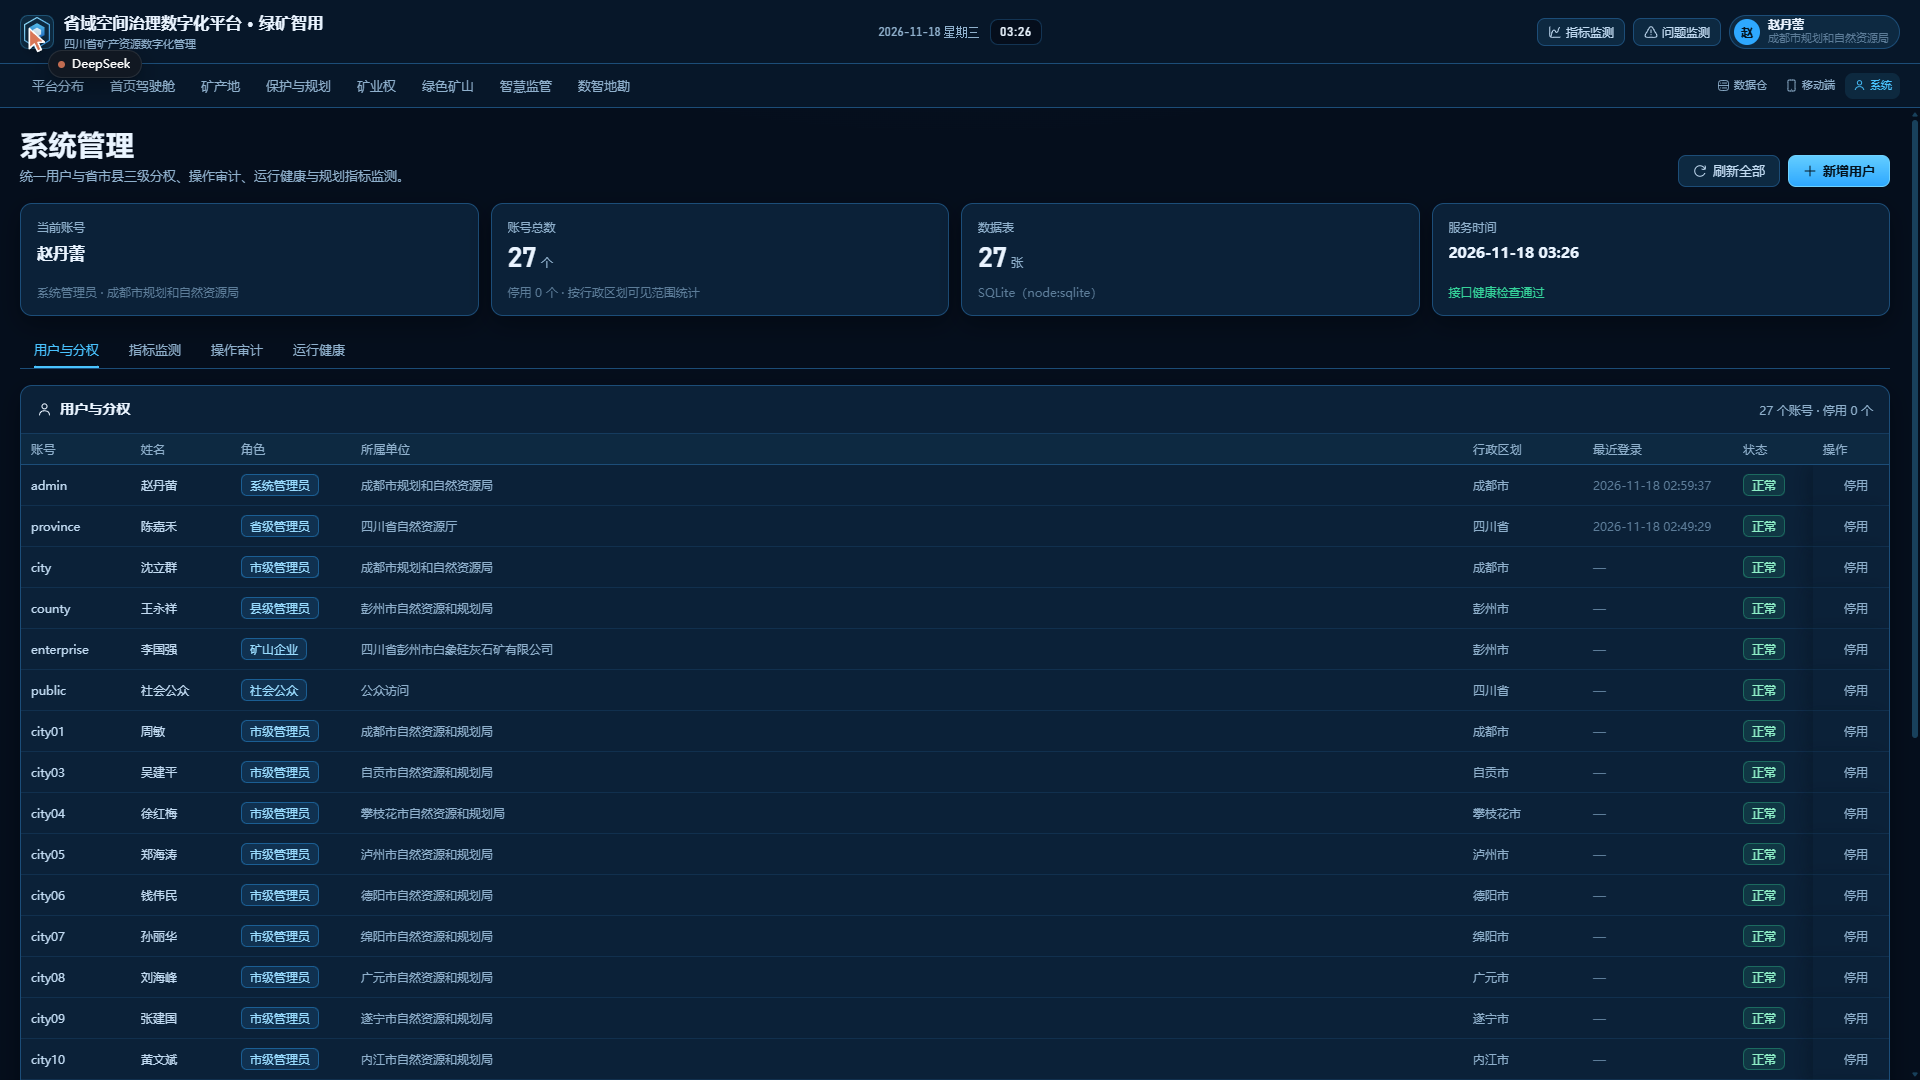 省域空间治理数字化平台 • 绿矿智用
四川省矿产资源数字化管理
DeepSeek
2026-11-18 星期三 03:26
指标监测 问题监测 赵 赵丹蕾
成都市规划和自然资源局
平台分布 首页驾驶舱 矿产地 保护与规划 矿业权 绿色矿山 智慧监管 数智地勘 数据仓 移动端 系统
系统管理
统一用户与省市县三级分权、操作审计、运行健康与规划指标监测。
刷新全部 新增用户
当前账号
赵丹蕾
系统管理员 · 成都市规划和自然资源局
账号总数
27 个
停用 0 个 · 按行政区划可见范围统计
数据表
27 张
SQLite（node:sqlite）
服务时间
2026-11-18 03:26
接口健康检查通过
用户与分权 指标监测 操作审计 运行健康
用户与分权 27 个账号 · 停用 0 个
账号 姓名 角色 所属单位 行政区划 最近登录 状态 操作
admin 赵丹苗 系统管理员 成都市规划和自然资源局 成都市 2026-11-18 02:59:37 正常 停用
province 陈嘉禾 省级管理员 四川省自然资源厅 四川省 2026-11-18 02:49:29 正常 停用
city 沈立群 市级管理员 成都市规划和自然资源局 成都市 — 正常 停用
county 王永祥 县级管理员 彭州市自然资源和规划局 彭州市 — 正常 停用
enterprise 李国强 矿山企业 四川省彭州市白象硅灰石矿有限公司 彭州市 — 正常 停用
public 社会公众 社会公众 公众访问 四川省 — 正常 停用
city01 周敏 市级管理员 成都市自然资源和规划局 成都市 — 正常 停用
city03 吴建平 市级管理员 自贡市自然资源和规划局 自贡市 — 正常 停用
city04 徐红梅 市级管理员 攀枝花市自然资源和规划局 攀枝花市 — 正常 停用
city05 郑海涛 市级管理员 泸州市自然资源和规划局 泸州市 — 正常 停用
city06 钱伟民 市级管理员 德阳市自然资源和规划局 德阳市 — 正常 停用
city07 孙丽华 市级管理员 绵阳市自然资源和规划局 绵阳市 — 正常 停用
city08 刘海峰 市级管理员 广元市自然资源和规划局 广元市 — 正常 停用
city09 张建国 市级管理员 遂宁市自然资源和规划局 遂宁市 — 正常 停用
city10 黄文斌 市级管理员 内江市自然资源和规划局 内江市 — 正常 停用